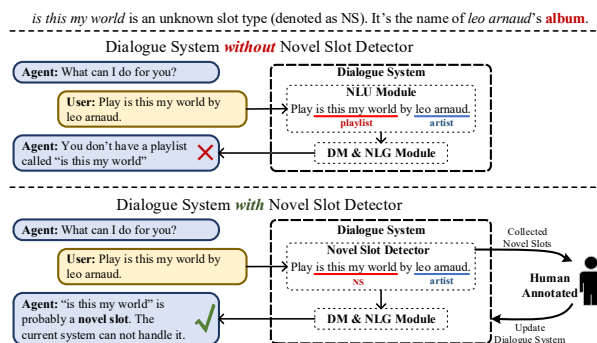 is this my world is an unknown slot type (denoted as NS). It's the name of leo arnaud's album.
Dialogue System without Novel Slot Detector
Agent: What can I do for you?
User: Play is this my world by
leo arnaud.
Agent: You don't have a playlist
called “is this my world”
Dialogue System
NLU Module
Play is this my world by leo arnaud.
playlist artist
DM & NLG Module
Dialogue System with Novel Slot Detector
Agent: What can I do for you?
User: Play is this my world by
leo arnaud.
Agent: “is this my world” is
probably a novel slot. The
current system can not handle it.
Dialogue System
Novel Slot Detector
Play is this my world by leo arnaud.
NS artist
DM & NLG Module
Collected
Novel Slots
Human
Annotated
Update
Dialogue System